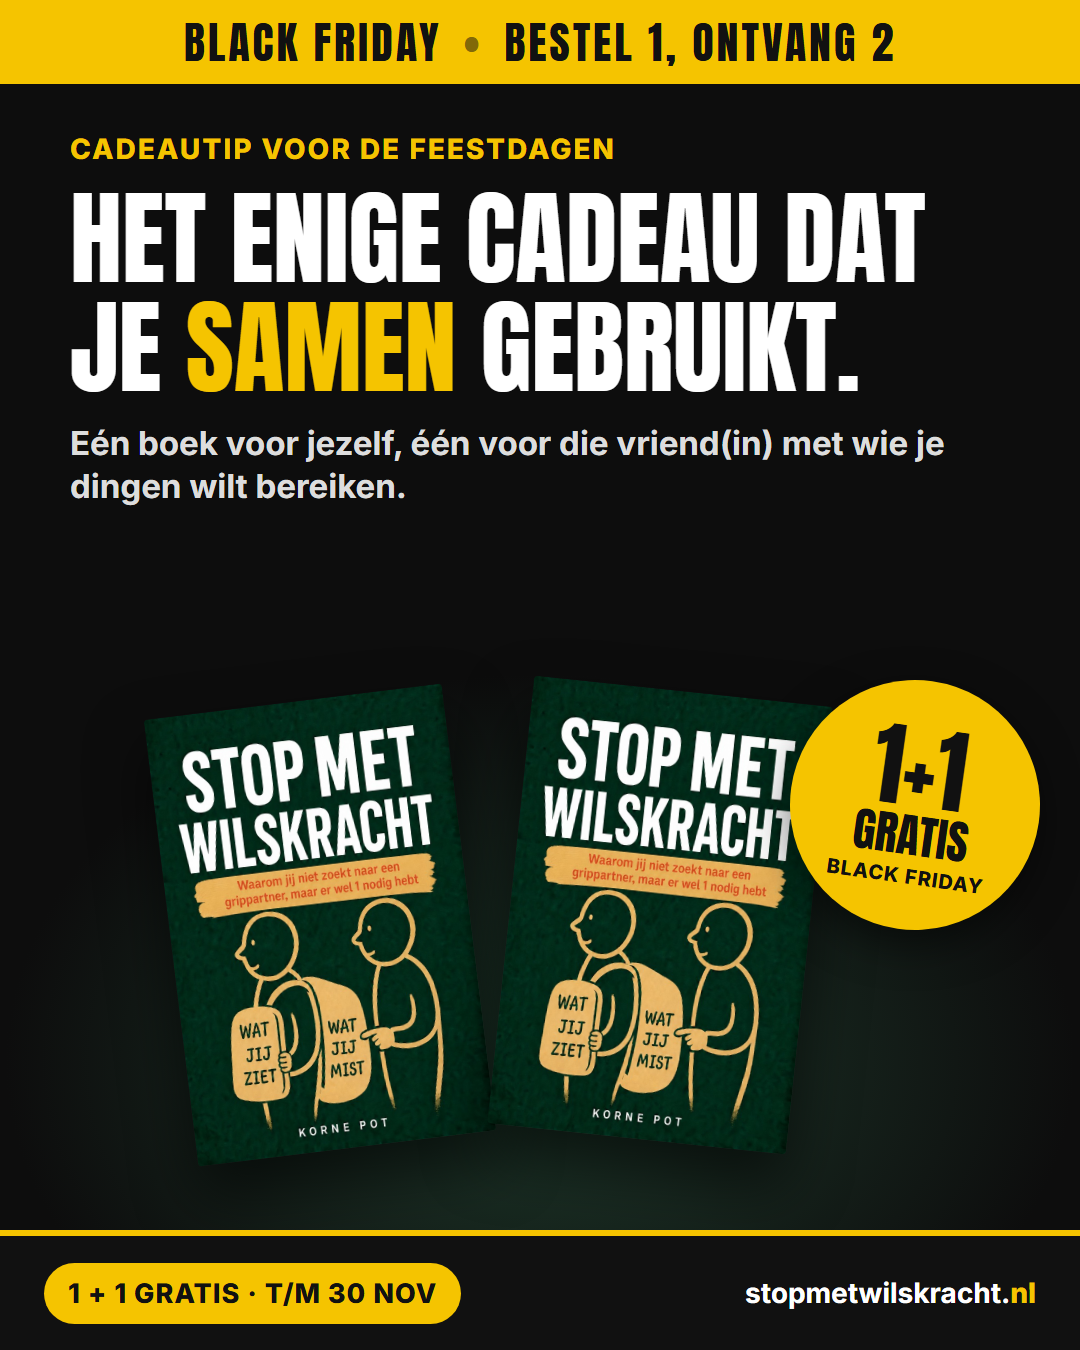 BLACK FRIDAY • BESTEL 1, ONTVANG 2
CADEAUTIP VOOR DE FEESTDAGEN
HET ENIGE CADEAU DAT
JE SAMEN GEBRUIKT.
Eén boek voor jezelf, één voor die vriend(in) met wie je
dingen wilt bereiken.
STOP MET
WILSKRACHT
Waarom jij niet zoekt naar een
grippartner, maar er wel 1 nodig hebt
WAT
JIJ
ZIET
WAT
JIJ
MIST
KORNE POT
STOP MET
WILSKRACHT
Waarom jij niet zoekt naar een
grippartner, maar er wel 1 nodig hebt
WAT
JIJ
ZIET
WAT
JIJ
MIST
KORNE POT
1+1
GRATIS
BLACK FRIDAY
1 + 1 GRATIS · T/M 30 NOV
stopmetwilskracht.nl